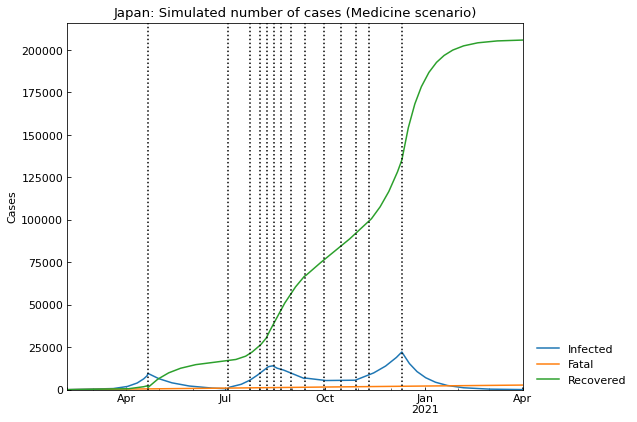 Japan: Simulated number of cases (Medicine scenario)
Cases
200000
175000
150000
125000
100000
75000
50000
25000
0
Apr
Jul
Oct
Jan
2021
Apr
Infected
Fatal
Recovered